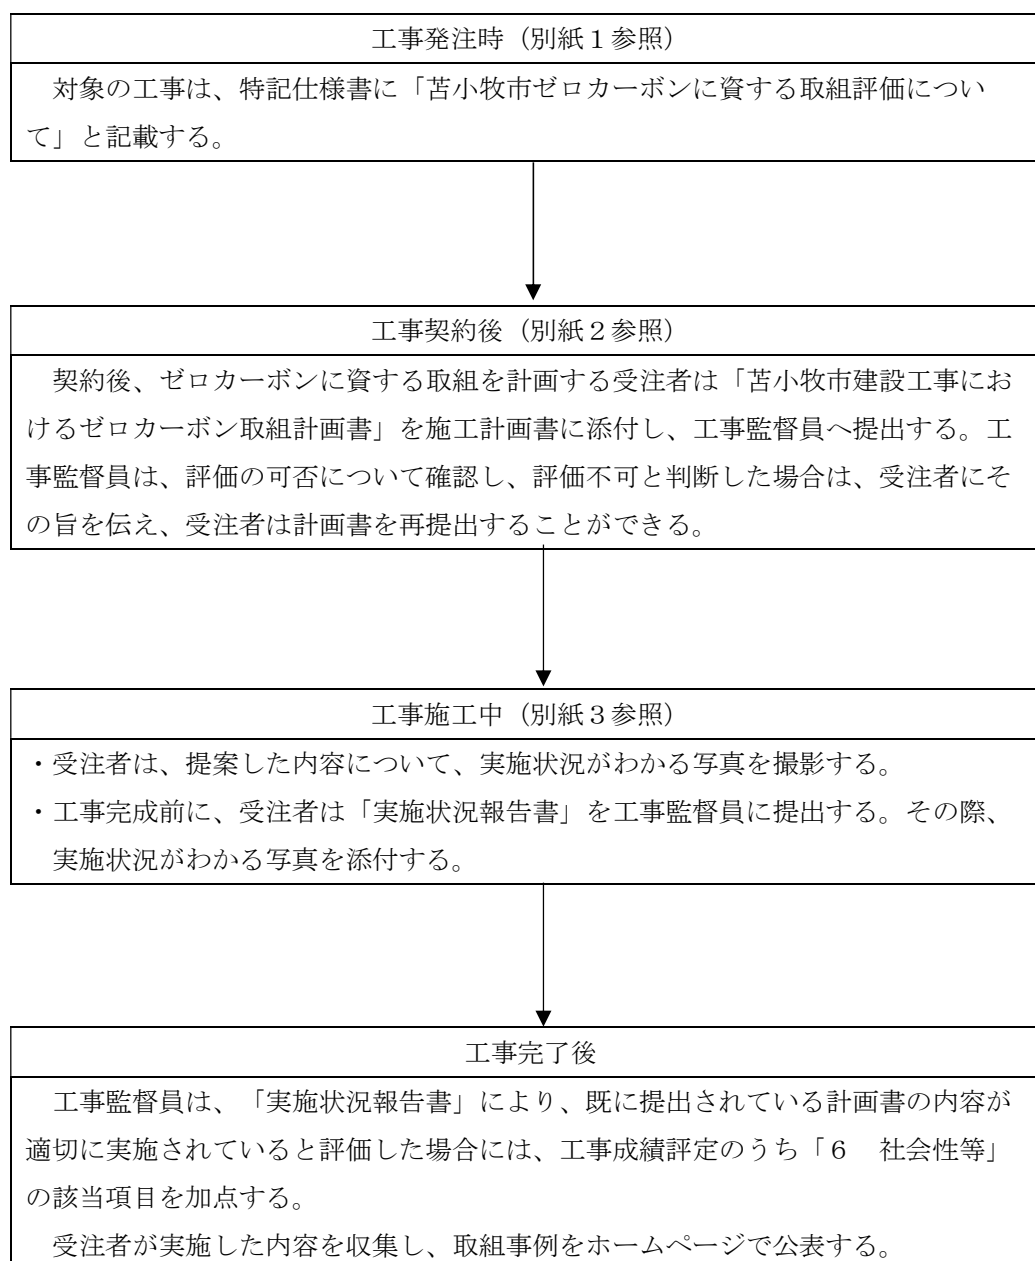 工事発注時（別紙１参照）
　対象の工事は、特記仕様書に「苫小牧市ゼロカーボンに資する取組評価につい
て」と記載する。
工事契約後（別紙２参照）
　契約後、ゼロカーボンに資する取組を計画する受注者は「苫小牧市建設工事にお
けるゼロカーボン取組計画書」を施工計画書に添付し、工事監督員へ提出する。工
事監督員は、評価の可否について確認し、評価不可と判断した場合は、受注者にそ
の旨を伝え、受注者は計画書を再提出することができる。
工事施工中（別紙３参照）
・受注者は、提案した内容について、実施状況がわかる写真を撮影する。
・工事完成前に、受注者は「実施状況報告書」を工事監督員に提出する。その際、
　実施状況がわかる写真を添付する。
工事完了後
　工事監督員は、「実施状況報告書」により、既に提出されている計画書の内容が
適切に実施されていると評価した場合には、工事成績評定のうち「６　社会性等」
の該当項目を加点する。
　受注者が実施した内容を収集し、取組事例をホームページで公表する。